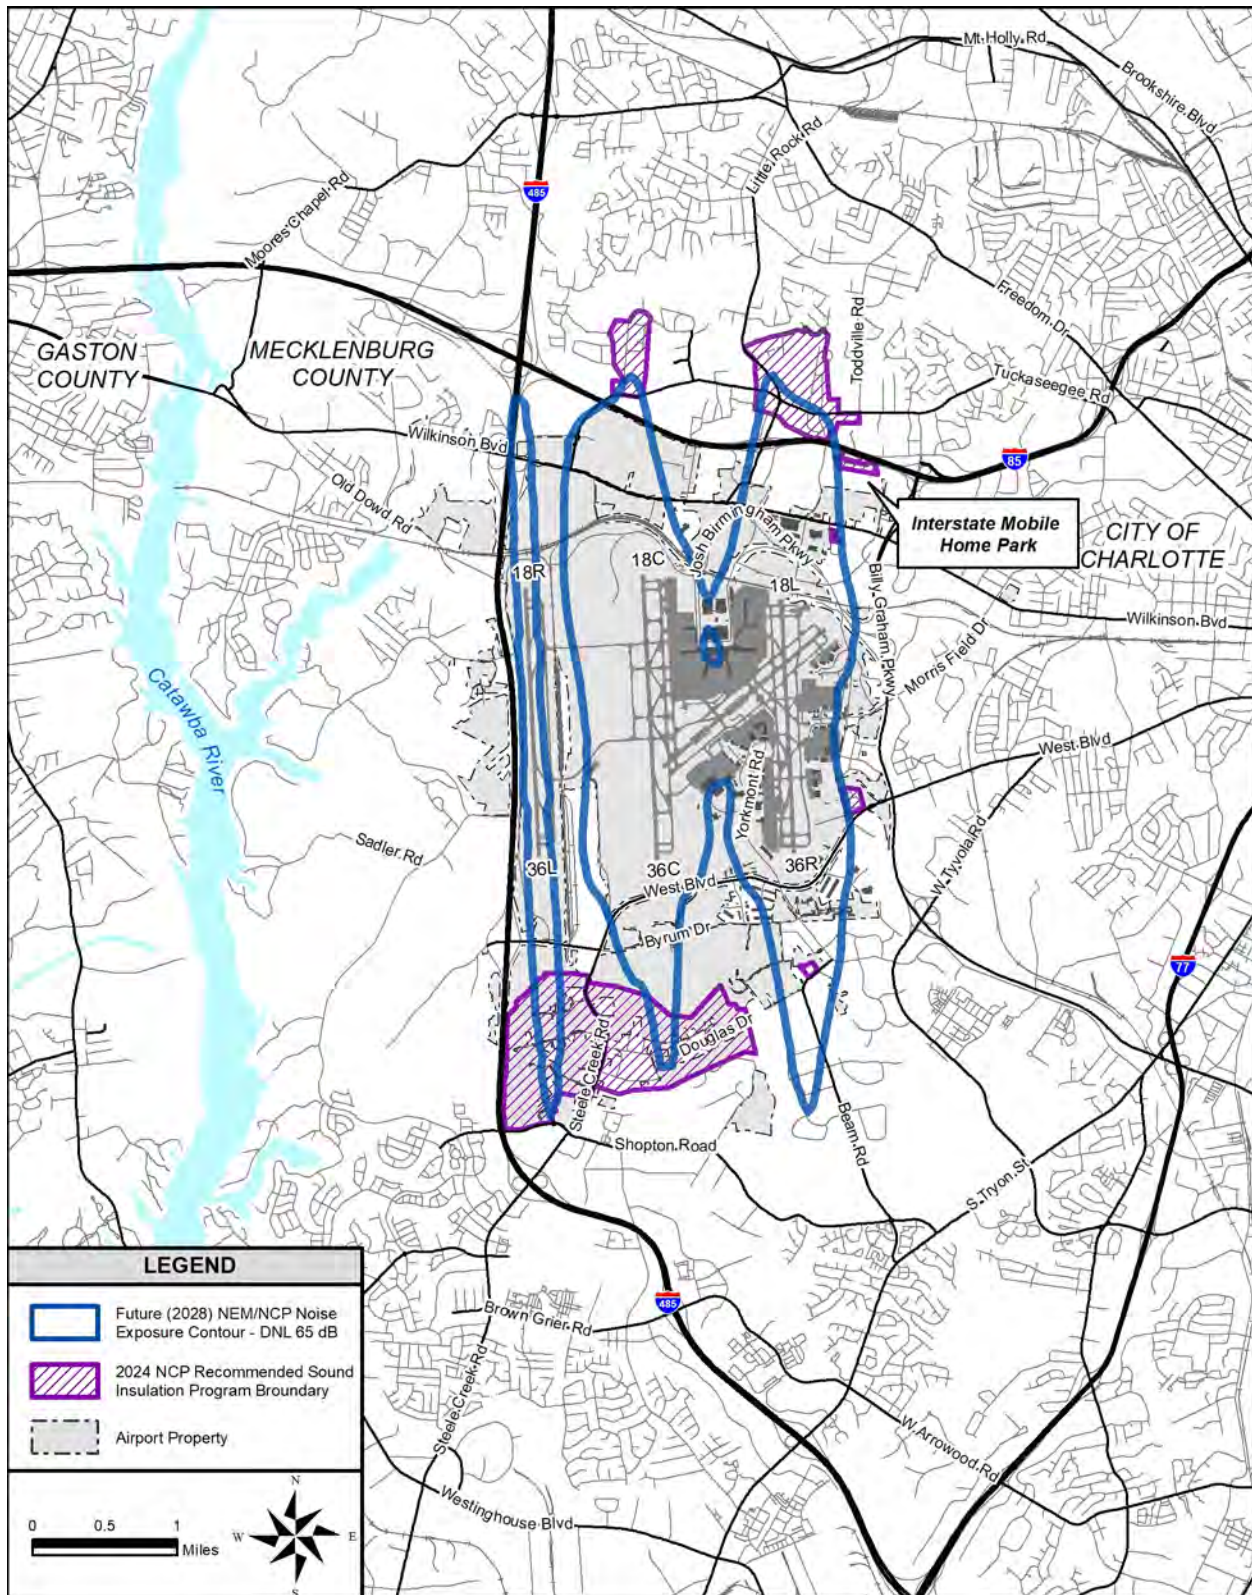 Mt Holly Rd
Brookshire Blvd
Little Rock Rd
485
Moores Chapel Rd
Freedom Dr
Toddville Rd
GASTON
COUNTY
MECKLENBURG
COUNTY
Tuckaseegee Rd
Wilkinson Bvd
85
Old Dowd Rd
Interstate Mobile
Home Park
CITY OF
CHARLOTTE
Josh Birmingham Pkwy
18R
18C
18L
Billy Graham Pkwy
Wilkinson Bvd
Morris Field Dr
Catawba River
West Blvd
Yorkmont Rd
Sadler Rd
W Tyvola Rd
36L
36C
36R
West Blvd
Byrum Dr
77
Douglas Dr
Steele Creek Rd
Beam Rd
Shopton Road
S Tryon St
LEGEND
Future (2028) NEM/NCP Noise
Exposure Contour - DNL 65 dB
2024 NCP Recommended Sound
Insulation Program Boundary
Airport Property
485
Brown Grier Rd
Steele Creek Rd
W Arrowood Rd
Westinghouse Blvd
N
0 0.5 1
Miles
W E
S